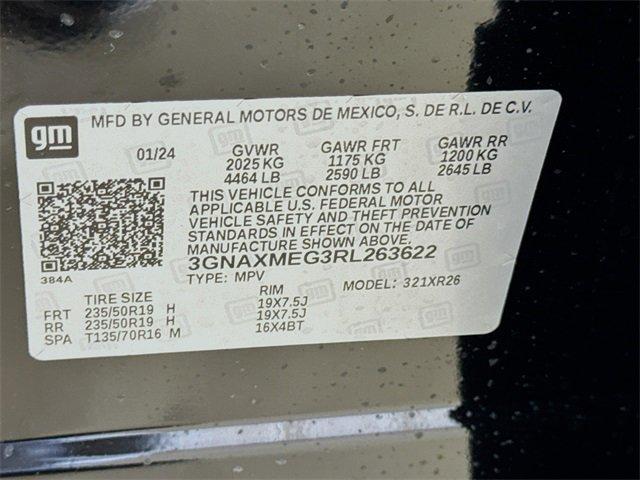 gm MFD BY GENERAL MOTORS DE MEXICO, S. DE R.L. DE C.V.
01/24 GVWR GAWR FRT GAWR RR
2025 KG 1175 KG 1200 KG
4464 LB 2590 LB 2645 LB
THIS VEHICLE CONFORMS TO ALL
APPLICABLE U.S. FEDERAL MOTOR
VEHICLE SAFETY AND THEFT PREVENTION
STANDARDS IN EFFECT ON THE DATE OF
MANUFACTURE SHOWN ABOVE.
3GNAXMEG3RL263622
384A
TYPE: MPV MODEL: 321XR26
TIRE SIZE RIM
FRT 235/50R19 H 19X7.5J
RR 235/50R19 H 19X7.5J
SPA T135/70R16 M 16X4BT